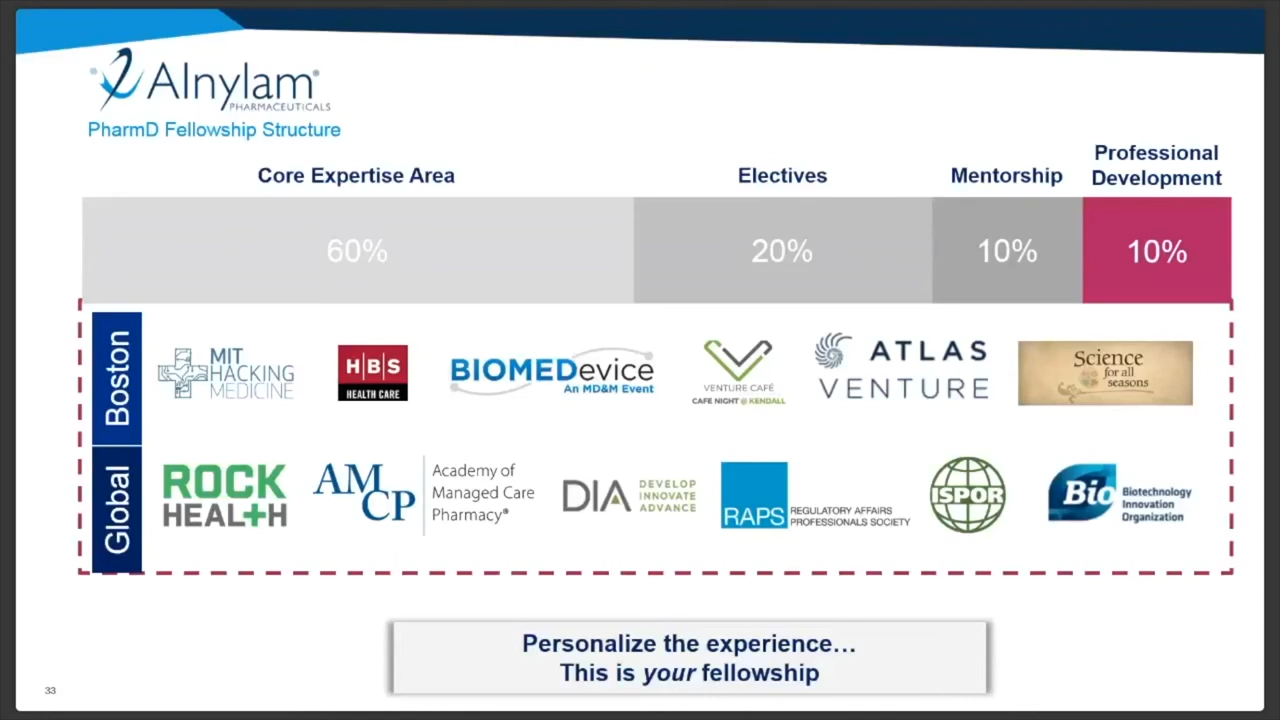 Alnylam®
PHARMACEUTICALS
PharmD Fellowship Structure
Core Expertise Area
Electives
Mentorship
Professional
Development
60%
20%
10%
10%
Boston
MIT
HACKING
MEDICINE
H|B|S
HEALTH CARE
BIOMEDevice
An MD&M Event
VENTURE CAFÉ
CAFE NIGHT @ KENDALL
ATLAS
VENTURE
Science
for all
seasons
Global
ROCK
HEALTH
AMCP
Academy of
Managed Care
Pharmacy®
DIA
DEVELOP
INNOVATE
ADVANCE
RAPS
REGULATORY AFFAIRS
PROFESSIONALS SOCIETY
ISPOR
Bio
Biotechnology
Innovation
Organization
Personalize the experience…
This is your fellowship
33